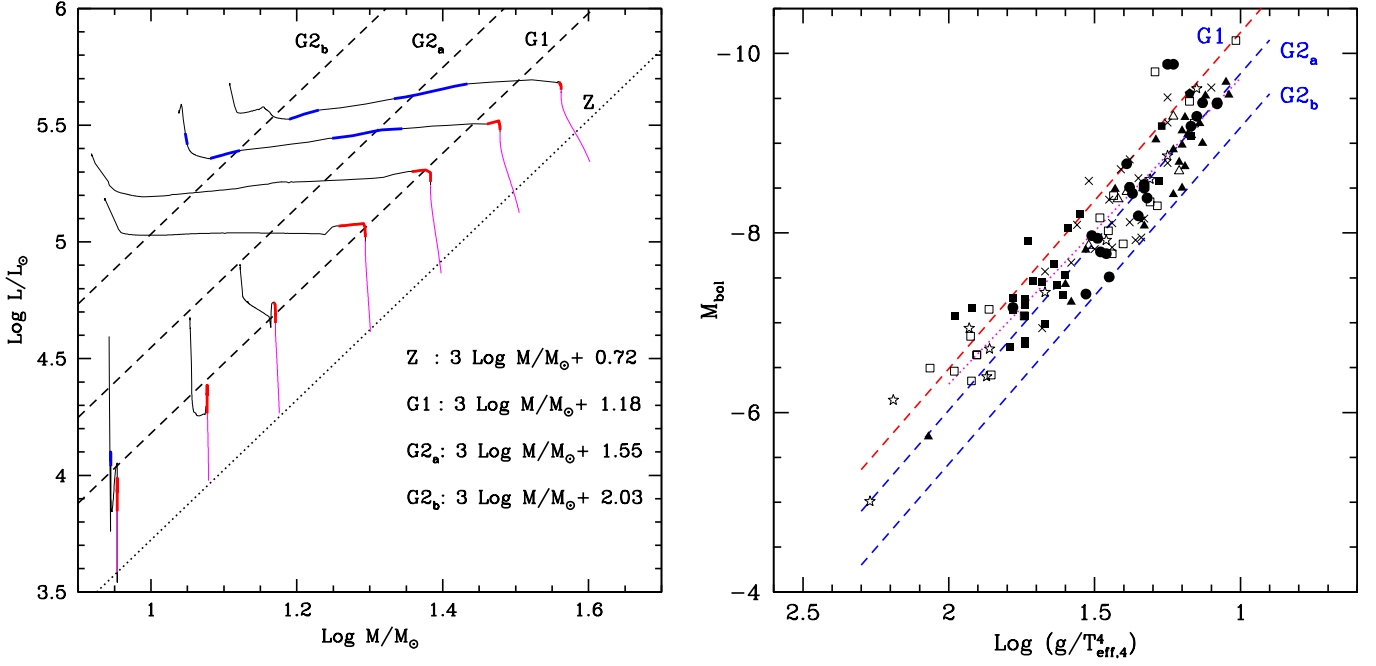 6
5.5
5
4.5
4
3.5
Log L/L☉
1
1.2
1.4
1.6
Log M/M☉
G2b
G2a
G1
Z
Z : 3 Log M/M☉+ 0.72
G1 : 3 Log M/M☉+ 1.18
G2a: 3 Log M/M☉+ 1.55
G2b: 3 Log M/M☉+ 2.03
-10
-8
-6
-4
Mbol
2.5
2
1.5
1
Log (g/T⁴eff,4)
G1
G2a
G2b